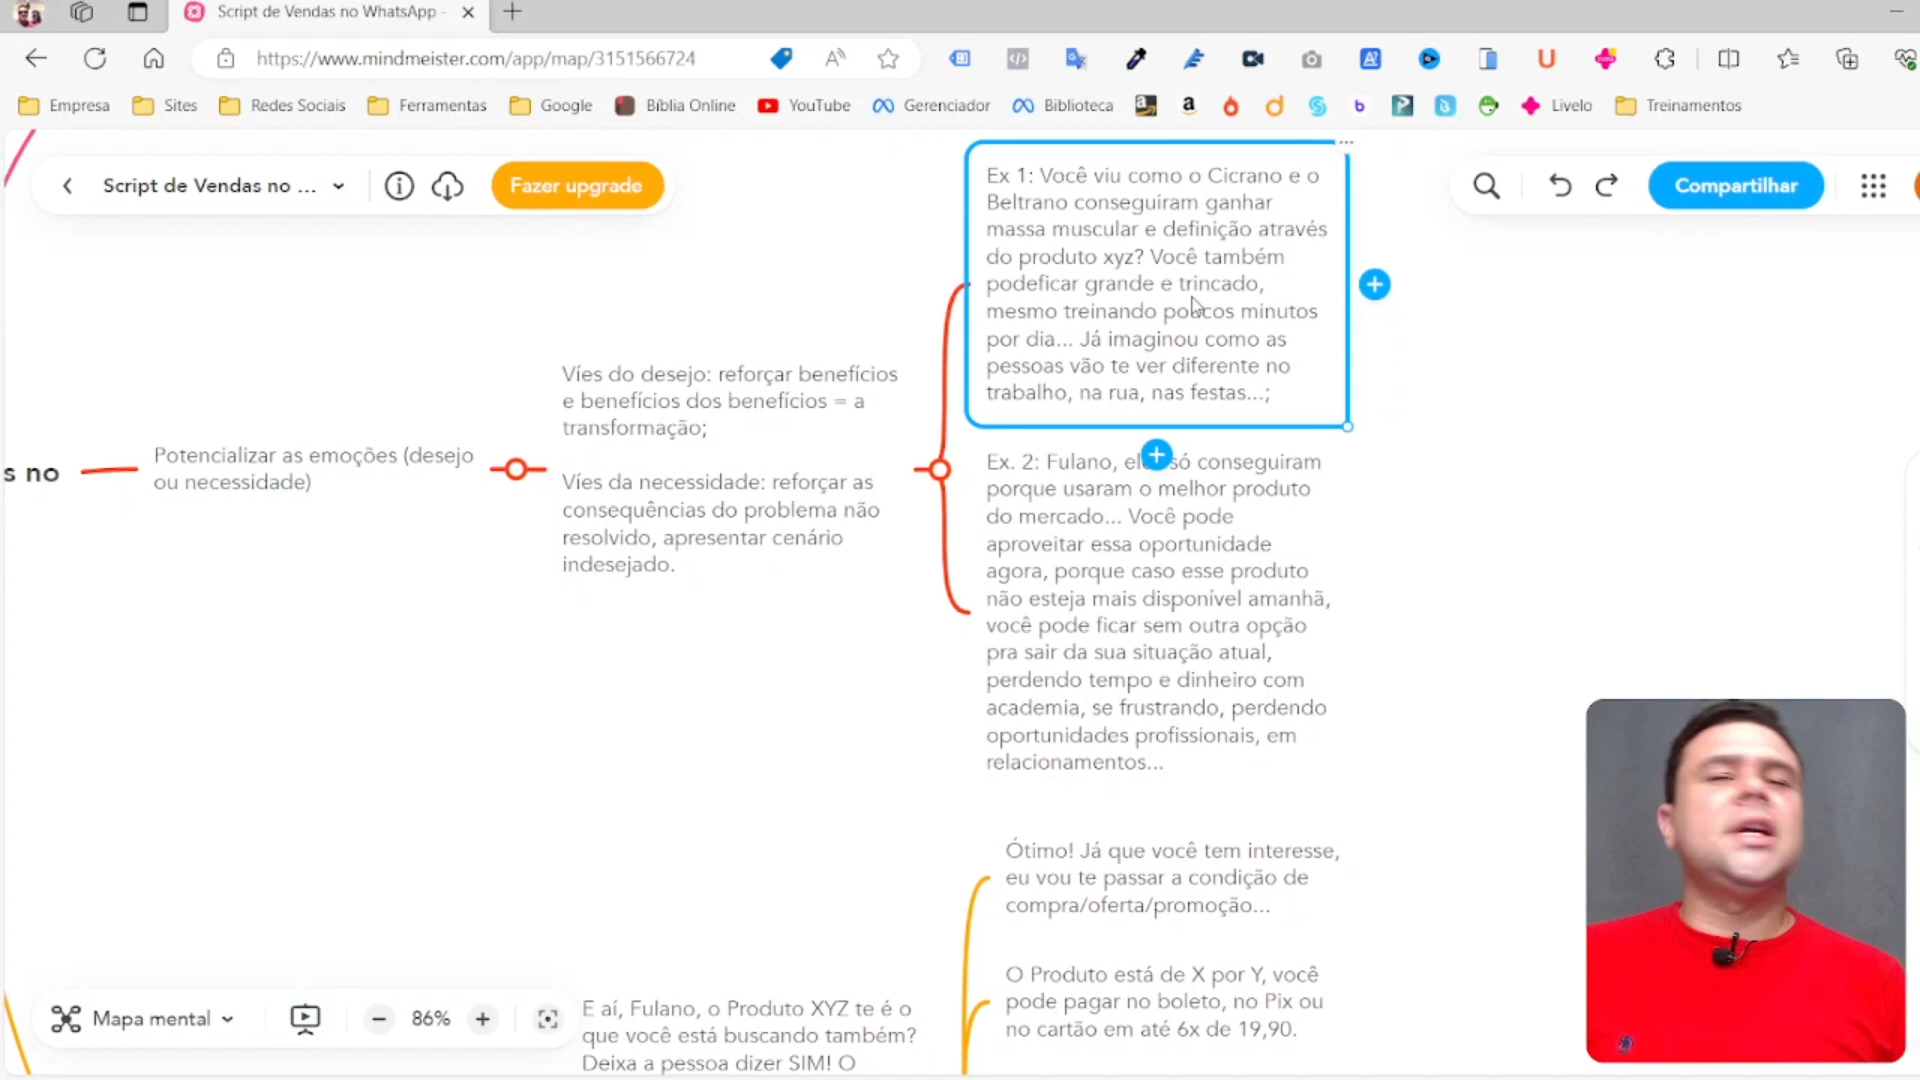 Script de Vendas no WhatsApp -
https://www.mindmeister.com/app/map/3151566724
Empresa
Sites
Redes Sociais
Ferramentas
Google
Bíblia Online
YouTube
Gerenciador
Biblioteca
Livelo
Treinamentos
Script de Vendas no ...
Fazer upgrade
Compartilhar
s no
Potencializar as emoções (desejo
ou necessidade)
Víes do desejo: reforçar benefícios
e benefícios dos benefícios = a
transformação;
Víes da necessidade: reforçar as
consequências do problema não
resolvido, apresentar cenário
indesejado.
Ex 1: Você viu como o Cicrano e o
Beltrano conseguiram ganhar
massa muscular e definição através
do produto xyz? Você também
podeficar grande e trincado,
mesmo treinando poucos minutos
por dia... Já imaginou como as
pessoas vão te ver diferente no
trabalho, na rua, nas festas...;
Ex. 2: Fulano, eles só conseguiram
porque usaram o melhor produto
do mercado... Você pode
aproveitar essa oportunidade
agora, porque caso esse produto
não esteja mais disponível amanhã,
você pode ficar sem outra opção
pra sair da sua situação atual,
perdendo tempo e dinheiro com
academia, se frustrando, perdendo
oportunidades profissionais, em
relacionamentos...
Ótimo! Já que você tem interesse,
eu vou te passar a condição de
compra/oferta/promoção...
O Produto está de X por Y, você
pode pagar no boleto, no Pix ou
no cartão em até 6x de 19,90.
E aí, Fulano, o Produto XYZ te é o
que você está buscando também?
Deixa a pessoa dizer SIM! O
Mapa mental
86%